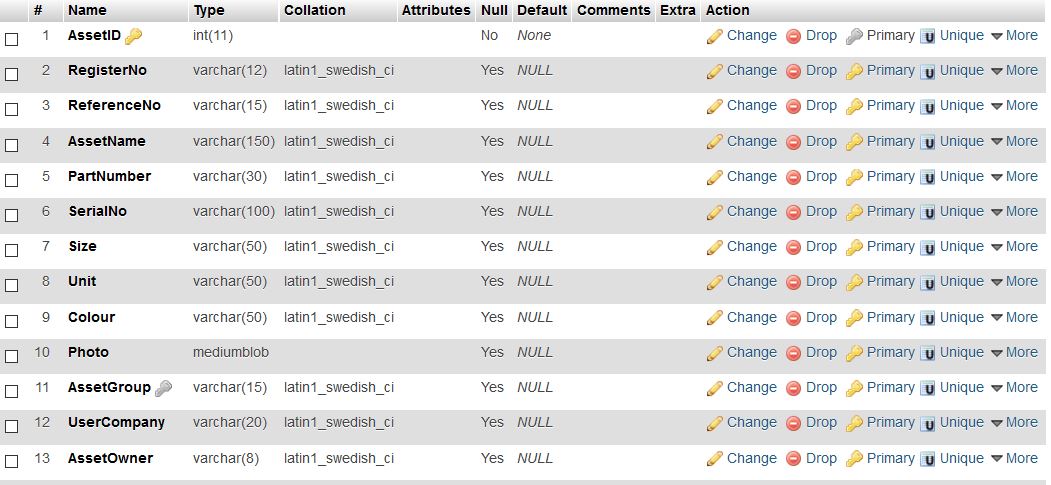 # Name Type Collation Attributes Null Default Comments Extra Action
1 AssetID int(11) No None Change Drop Primary Unique More
2 RegisterNo varchar(12) latin1_swedish_ci Yes NULL Change Drop Primary Unique More
3 ReferenceNo varchar(15) latin1_swedish_ci Yes NULL Change Drop Primary Unique More
4 AssetName varchar(150) latin1_swedish_ci Yes NULL Change Drop Primary Unique More
5 PartNumber varchar(30) latin1_swedish_ci Yes NULL Change Drop Primary Unique More
6 SerialNo varchar(100) latin1_swedish_ci Yes NULL Change Drop Primary Unique More
7 Size varchar(50) latin1_swedish_ci Yes NULL Change Drop Primary Unique More
8 Unit varchar(50) latin1_swedish_ci Yes NULL Change Drop Primary Unique More
9 Colour varchar(50) latin1_swedish_ci Yes NULL Change Drop Primary Unique More
10 Photo mediumblob Yes NULL Change Drop Primary Unique More
11 AssetGroup varchar(15) latin1_swedish_ci Yes NULL Change Drop Primary Unique More
12 UserCompany varchar(20) latin1_swedish_ci Yes NULL Change Drop Primary Unique More
13 AssetOwner varchar(8) latin1_swedish_ci Yes NULL Change Drop Primary Unique More